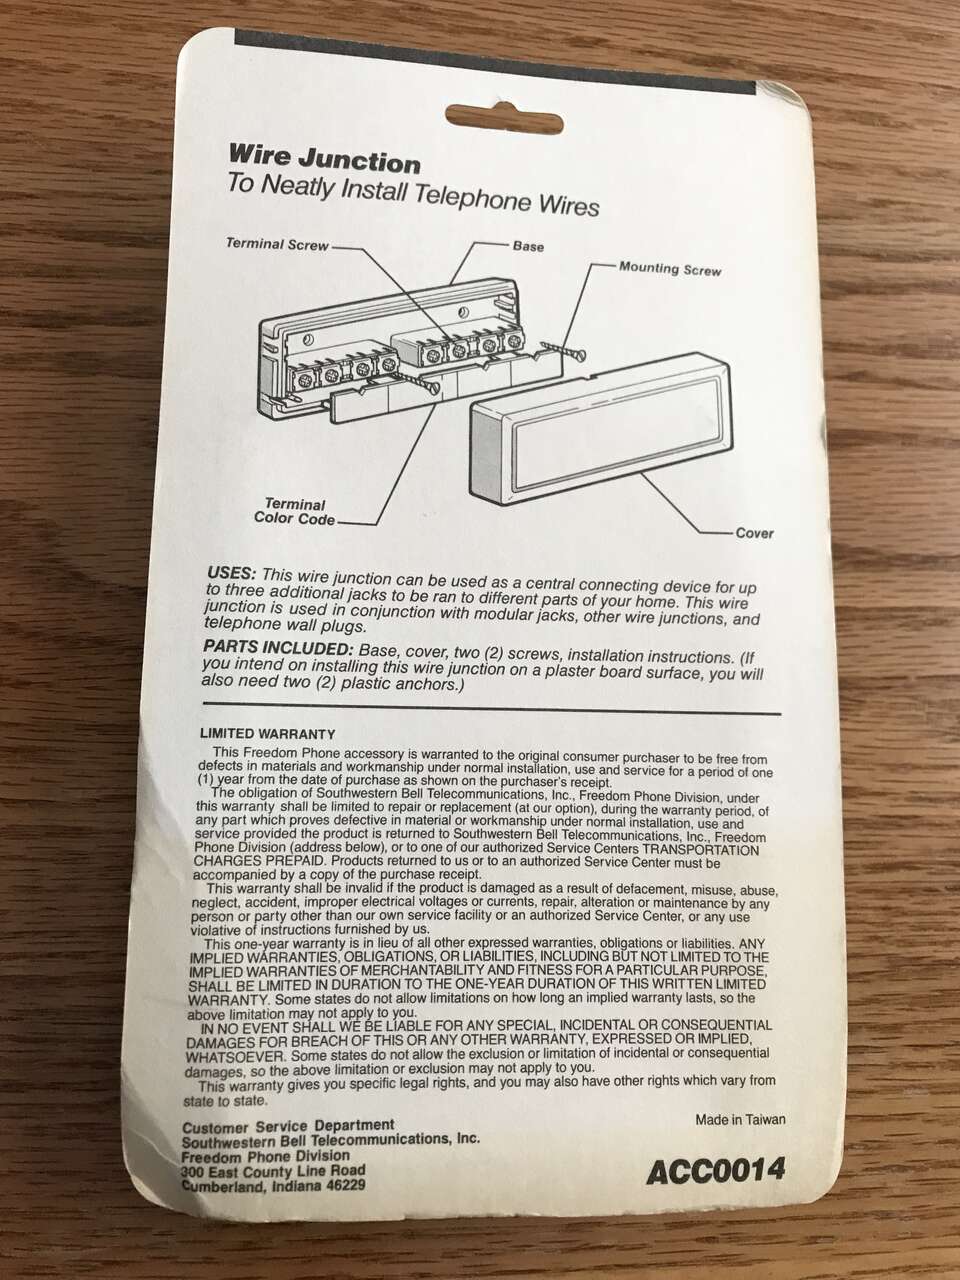 Wire Junction
To Neatly Install Telephone Wires
Terminal Screw
Base
Mounting Screw
Terminal
Color Code
Cover
USES: This wire junction can be used as a central connecting device for up
to three additional jacks to be ran to different parts of your home. This wire
junction is used in conjunction with modular jacks, other wire junctions, and
telephone wall plugs.
PARTS INCLUDED: Base, cover, two (2) screws, installation instructions. (If
you intend on installing this wire junction on a plaster board surface, you will
also need two (2) plastic anchors.)
LIMITED WARRANTY
This Freedom Phone accessory is warranted to the original consumer purchaser to be free from
defects in materials and workmanship under normal installation, use and service for a period of one
(1) year from the date of purchase as shown on the purchaser's receipt.
The obligation of Southwestern Bell Telecommunications, Inc., Freedom Phone Division, under
this warranty shall be limited to repair or replacement (at our option), during the warranty period, of
any part which proves defective in material or workmanship under normal installation, use and
service provided the product is returned to Southwestern Bell Telecommunications, Inc., Freedom
Phone Division (address below), or to one of our authorized Service Centers TRANSPORTATION
CHARGES PREPAID. Products returned to us or to an authorized Service Center must be
accompanied by a copy of the purchase receipt.
This warranty shall be invalid if the product is damaged as a result of defacement, misuse, abuse,
neglect, accident, improper electrical voltages or currents, repair, alteration or maintenance by any
person or party other than our own service facility or an authorized Service Center, or any use
violative of instructions furnished by us.
This one-year warranty is in lieu of all other expressed warranties, obligations or liabilities. ANY
IMPLIED WARRANTIES, OBLIGATIONS, OR LIABILITIES, INCLUDING BUT NOT LIMITED TO THE
IMPLIED WARRANTIES OF MERCHANTABILITY AND FITNESS FOR A PARTICULAR PURPOSE,
SHALL BE LIMITED IN DURATION TO THE ONE-YEAR DURATION OF THIS WRITTEN LIMITED
WARRANTY. Some states do not allow limitations on how long an implied warranty lasts, so the
above limitation may not apply to you.
IN NO EVENT SHALL WE BE LIABLE FOR ANY SPECIAL, INCIDENTAL OR CONSEQUENTIAL
DAMAGES FOR BREACH OF THIS OR ANY OTHER WARRANTY, EXPRESSED OR IMPLIED,
WHATSOEVER. Some states do not allow the exclusion or limitation of incidental or consequential
damages, so the above limitation or exclusion may not apply to you.
This warranty gives you specific legal rights, and you may also have other rights which vary from
state to state.
Customer Service Department
Southwestern Bell Telecommunications, Inc.
Freedom Phone Division
300 East County Line Road
Cumberland, Indiana 46229
Made in Taiwan
ACC0014